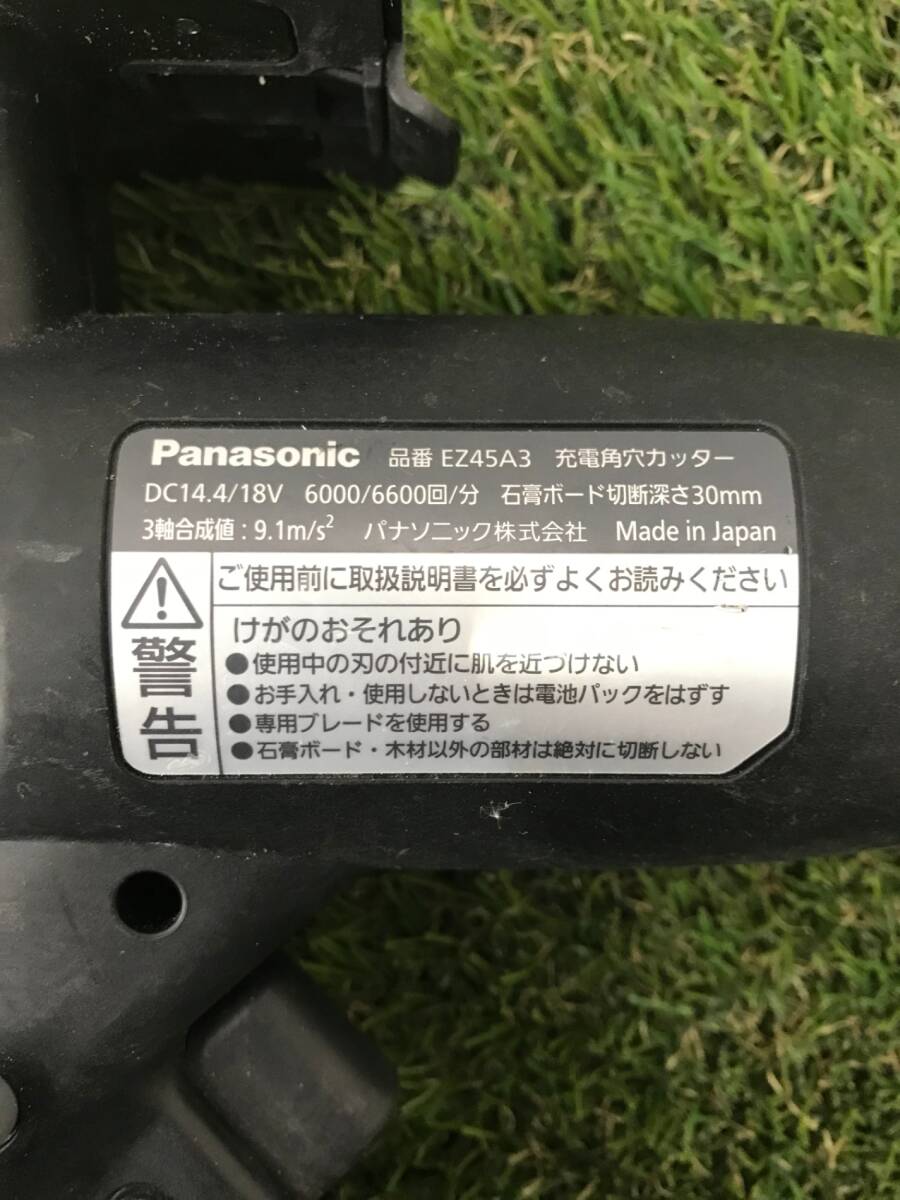 Panasonic 品番 EZ45A3 充電角穴カッター
DC14.4/18V 6000/6600回/分 石膏ボード切断深さ30mm
3軸合成値：9.1m/s² パナソニック株式会社 Made in Japan
警告
ご使用前に取扱説明書を必ずよくお読みください
けがのおそれあり
●使用中の刃の付近に肌を近づけない
●お手入れ・使用しないときは電池パックをはずす
●専用ブレードを使用する
●石膏ボード・木材以外の部材は絶対に切断しない